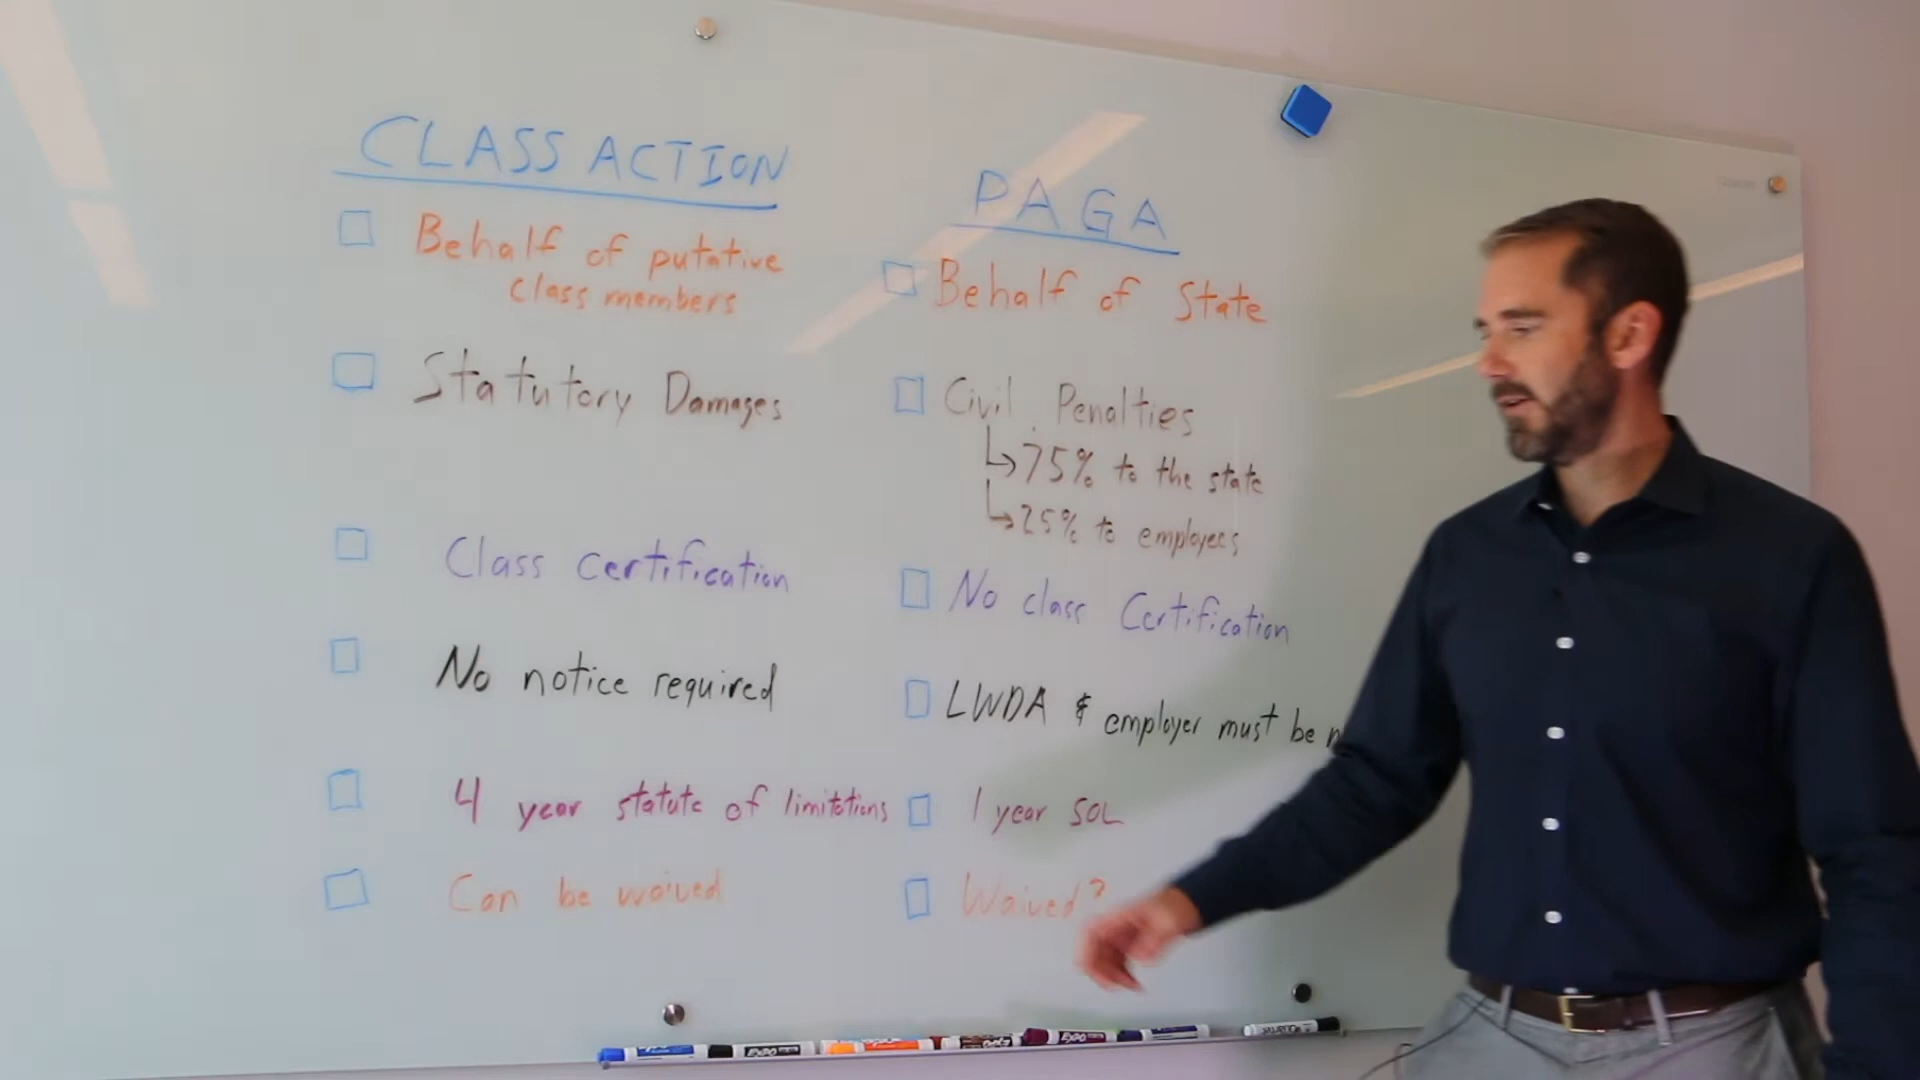 CLASS ACTION
Behalf of putative
class members
Statutory Damages
Class certification
No notice required
4 year statute of limitations
Can be waived
PAGA
Behalf of State
Civil Penalties
75% to the state
25% to employees
No class Certification
LWDA & employer must be
1 year SOL
Waived?
EXPO
EXPO